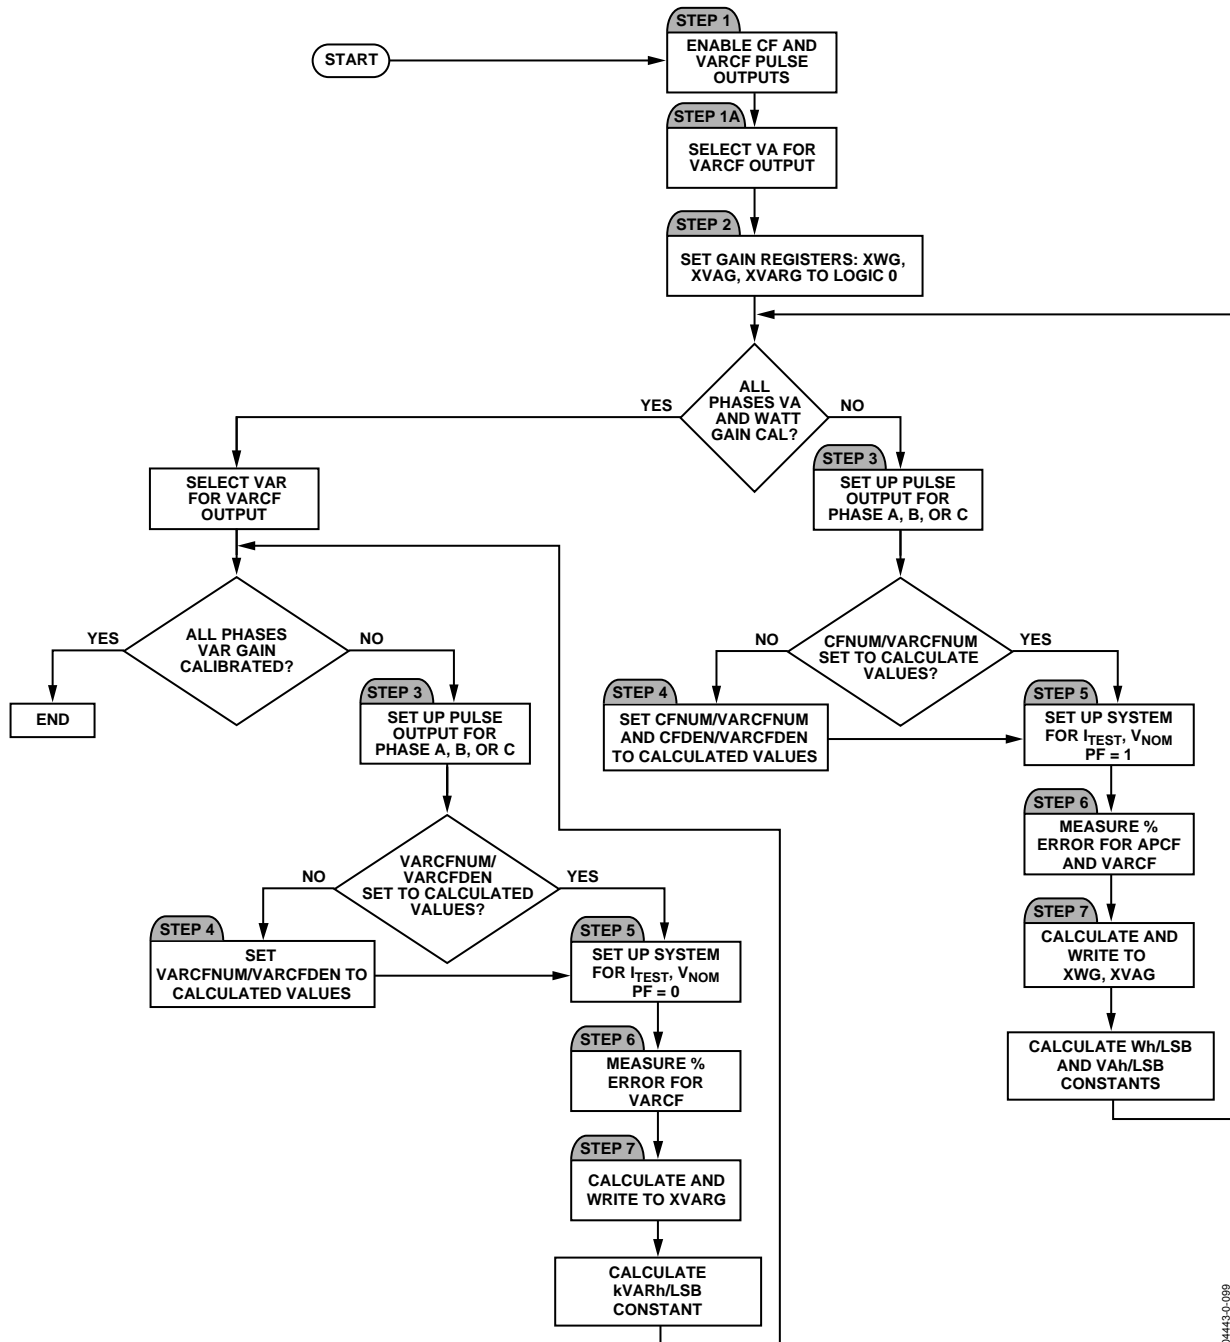 STEP 1
START
ENABLE CF AND
VARCF PULSE
OUTPUTS
STEP 1A
SELECT VA FOR
VARCF OUTPUT
STEP 2
SET GAIN REGISTERS: XWG,
XVAG, XVARG TO LOGIC 0
ALL
PHASES VA
AND WATT
GAIN CAL?
YES
NO
SELECT VAR
FOR VARCF
OUTPUT
STEP 3
SET UP PULSE
OUTPUT FOR
PHASE A, B, OR C
ALL PHASES
VAR GAIN
CALIBRATED?
YES
NO
END
CFNUM/VARCFNUM
SET TO CALCULATE
VALUES?
NO
YES
STEP 3
SET UP PULSE
OUTPUT FOR
PHASE A, B, OR C
STEP 4
SET CFNUM/VARCFNUM
AND CFDEN/VARCFDEN
TO CALCULATED VALUES
STEP 5
SET UP SYSTEM
FOR ITEST, VNOM
PF = 1
STEP 6
MEASURE %
ERROR FOR APCF
AND VARCF
VARCFNUM/
VARCFDEN
SET TO CALCULATED
VALUES?
NO
YES
STEP 4
SET
VARCFNUM/VARCFDEN TO
CALCULATED VALUES
STEP 5
SET UP SYSTEM
FOR ITEST, VNOM
PF = 0
STEP 7
CALCULATE AND
WRITE TO
XWG, XVAG
STEP 6
MEASURE %
ERROR FOR
VARCF
CALCULATE Wh/LSB
AND VAh/LSB
CONSTANTS
STEP 7
CALCULATE AND
WRITE TO XVARG
CALCULATE
kVARh/LSB
CONSTANT
04443-0-099